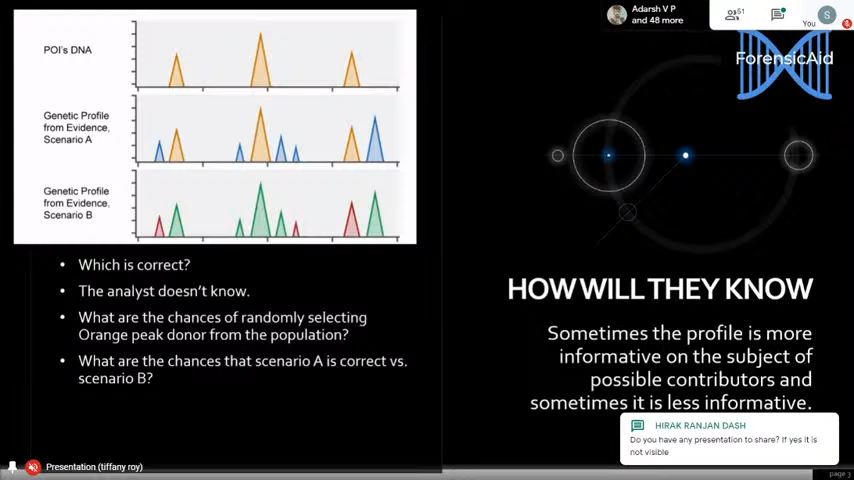 POI's DNA
Genetic Profile
from Evidence,
Scenario A
Genetic Profile
from Evidence,
Scenario B
• Which is correct?
• The analyst doesn't know.
• What are the chances of randomly selecting
Orange peak donor from the population?
• What are the chances that scenario A is correct vs.
scenario B?
Adarsh V P
and 48 more
51
S
You
ForensicAid
HOW WILL THEY KNOW
Sometimes the profile is more
informative on the subject of
possible contributors and
sometimes it is less informative.
HIRAK RANJAN DASH
Do you have any presentation to share? If yes it is
not visible
Presentation (tiffany roy)
page 3